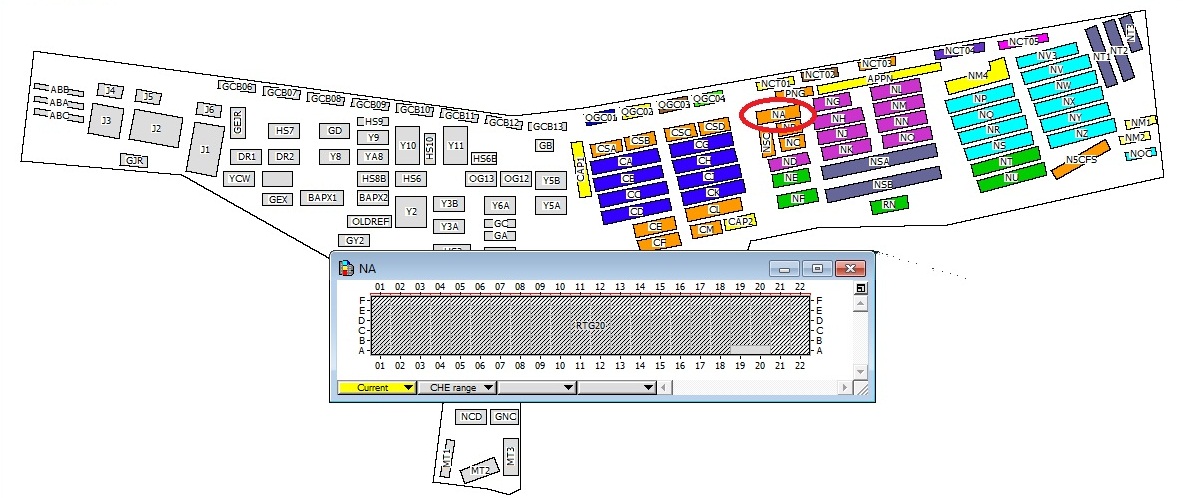 ABB
ABA
ABC
J4
J5
J3
J2
J6
J1
GJR
GCB06
GCB07
GCB08
GCB09
GCB10
GCB11
GCB12
GCB13
GEJR
HS7
GD
HS9
Y9
Y10
HS10
Y11
GB
DR1
DR2
Y8
YA8
HS6B
YCW
HS8B
HS6
OG13
OG12
Y5B
GEX
BAPX1
BAPX2
Y2
Y3B
Y6A
Y5A
OLDREF
Y3A
GC
GA
GY2
OGC01
OGC02
OGC03
OGC04
CAP1
CSA
CSB
CSC
CSD
CA
CB
CC
CD
CE
CF
CG
CH
CJ
CK
CL
CM
CAP2
NCT01
NCT02
NCT03
NCT04
NCT05
PNG
APPN
NA
NSC
NC
ND
NE
NF
NG
NH
NJ
NK
NL
NM
NN
NO
NSA
NSB
RN
NM4
NP
NQ
NR
NS
NT
NU
NV3
NV
NW
NX
NY
NZ
N5CFS
NT1
NT2
NT3
NM1
NM2
NOG
NA
01 02 03 04 05 06 07 08 09 10 11 12 13 14 15 16 17 18 19 20 21 22
F F
E E
D D
C RTG20 C
B B
A A
01 02 03 04 05 06 07 08 09 10 11 12 13 14 15 16 17 18 19 20 21 22
Current CHE range
NCD
GNC
MT1
MT2
MT3